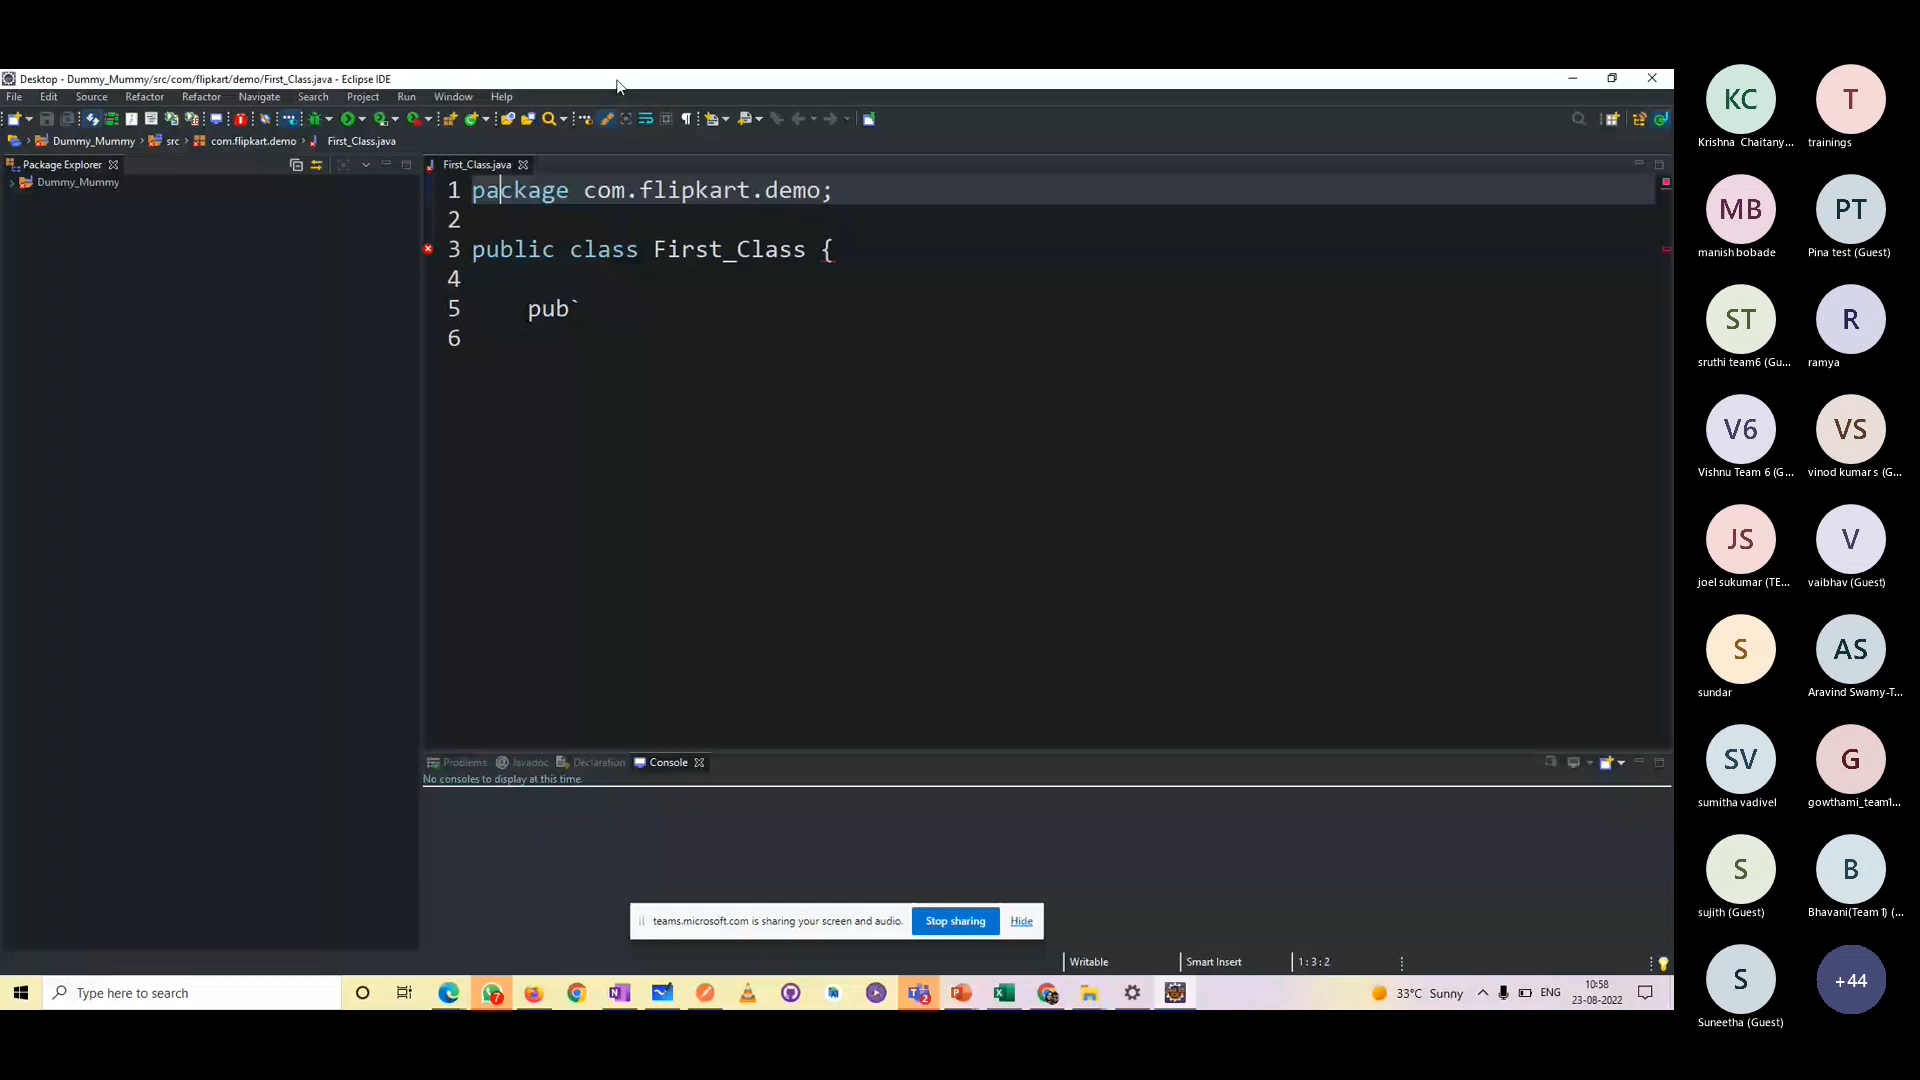 Desktop - Dummy_Mummy/src/com/flipkart/demo/First_Class.java - Eclipse IDE
File Edit Source Refactor Refactor Navigate Search Project Run Window Help
Dummy_Mummy src com.flipkart.demo First_Class.java
Package Explorer
Dummy_Mummy
First_Class.java
1 package com.flipkart.demo;
2
3 public class First_Class {
4
5 pub`
6
Problems Javadoc Declaration Console
No consoles to display at this time.
teams.microsoft.com is sharing your screen and audio. Stop sharing Hide
Writable Smart Insert 1 : 3 : 2
Type here to search
7
2
33°C Sunny ENG
10:58
23-08-2022
KC T
Krishna Chaitany... trainings
MB PT
manish bobade Pina test (Guest)
ST R
sruthi team6 (Gu... ramya
V6 VS
Vishnu Team 6 (G... vinod kumar s (G...
JS V
joel sukumar (TE... vaibhav (Guest)
S AS
sundar Aravind Swamy-T...
SV G
sumitha vadivel gowthami_team1...
S B
sujith (Guest) Bhavani(Team 1) (...
S +44
Suneetha (Guest)